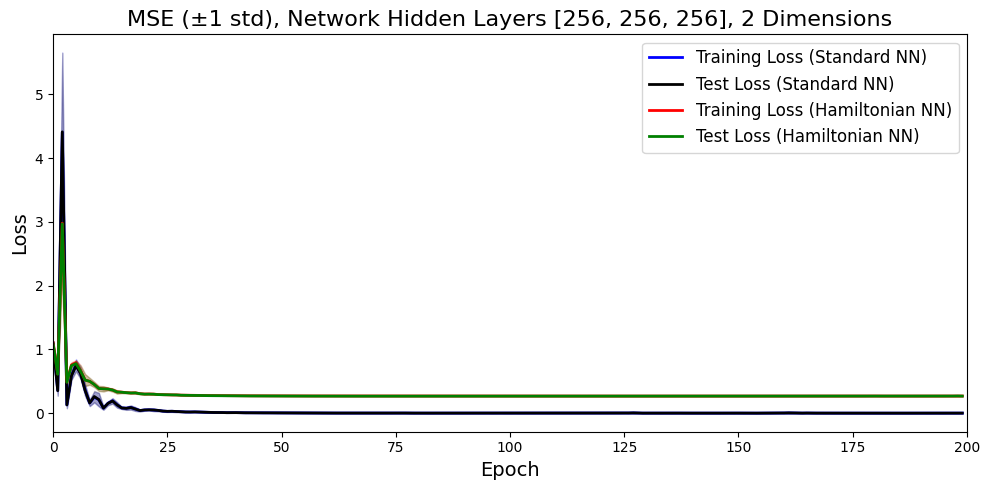 MSE (±1 std), Network Hidden Layers [256, 256, 256], 2 Dimensions
Training Loss (Standard NN)
Test Loss (Standard NN)
Training Loss (Hamiltonian NN)
Test Loss (Hamiltonian NN)
Loss
5
4
3
2
1
0
0 25 50 75 100 125 150 175 200
Epoch